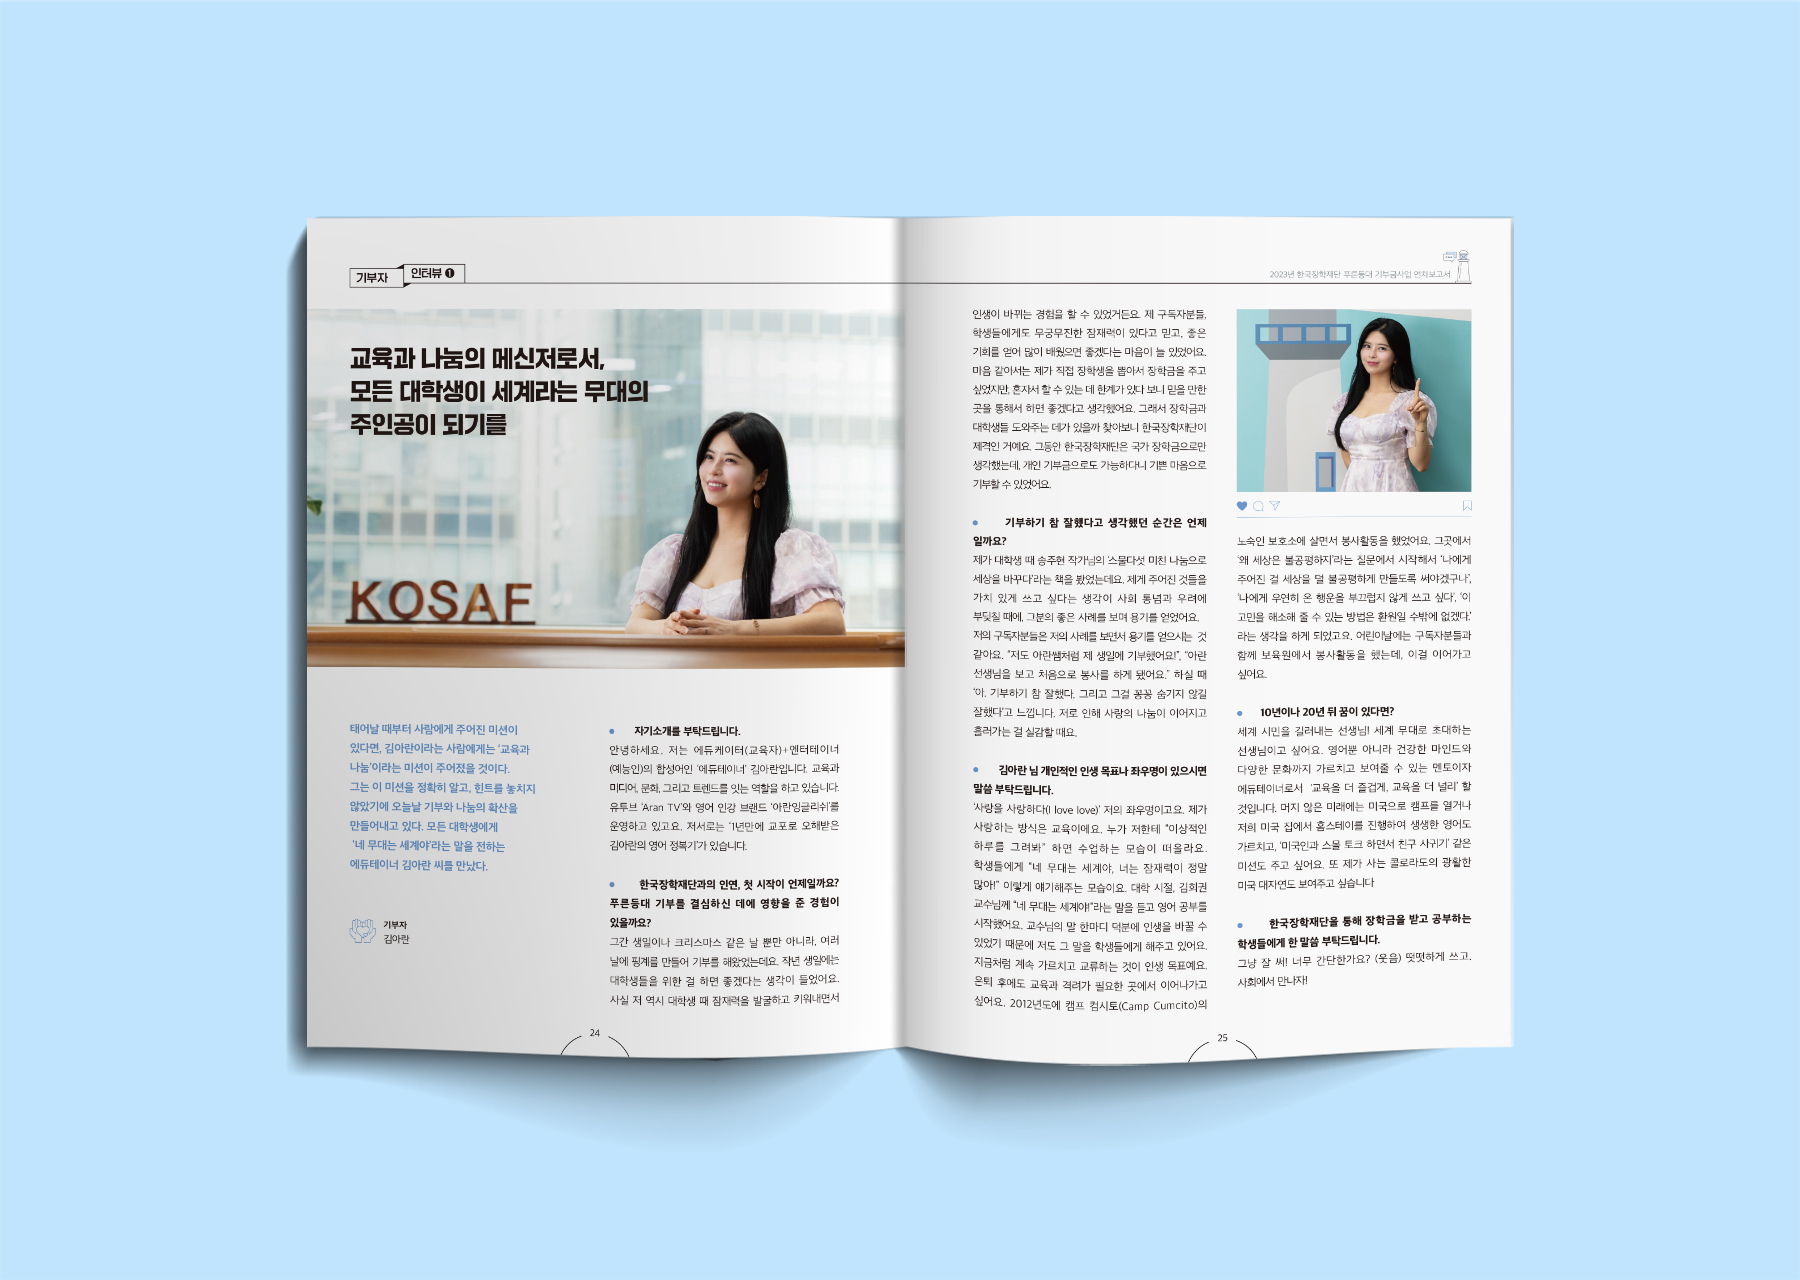 기부자
인터뷰 ❶
교육과 나눔의 메신저로서,
모든 대학생이 세계라는 무대의
주인공이 되기를
KOSAF
태어날 때부터 사람에게 주어진 미션이
있다면, 김아란이라는 사람에게는 ‘교육과
나눔’이라는 미션이 주어졌을 것이다.
그는 이 미션을 정확히 알고, 힌트를 놓치지
않았기에 오늘날 기부와 나눔의 확산을
만들어내고 있다. 모든 대학생에게
‘네 무대는 세계야’라는 말을 전하는
에듀테이너 김아란 씨를 만났다.
기부자
김아란
자기소개를 부탁드립니다.
안녕하세요. 저는 에듀케이터(교육자)+엔터테이너
(예능인)의 합성어인 ‘에듀테이너’ 김아란입니다. 교육과
미디어, 문화, 그리고 트렌드를 잇는 역할을 하고 있습니다.
유투브 ‘Aran TV’와 영어 인강 브랜드 ‘아란잉글리쉬’를
운영하고 있고요. 저서로는 ‘1년만에 교포로 오해받은
김아란의 영어 정복기’가 있습니다.
한국장학재단과의 인연, 첫 시작이 언제일까요?
푸른등대 기부를 결심하신 데에 영향을 준 경험이
있을까요?
그간 생일이나 크리스마스 같은 날 뿐만 아니라, 여러
날에 핑계를 만들어 기부를 해왔었는데요. 작년 생일에는
대학생들을 위한 걸 하면 좋겠다는 생각이 들었어요.
사실 저 역시 대학생 때 잠재력을 발굴하고 키워내면서
24
2023년 한국장학재단 푸른등대 기부금사업 연차보고서
인생이 바뀌는 경험을 할 수 있었거든요. 제 구독자분들,
학생들에게도 무궁무진한 잠재력이 있다고 믿고, 좋은
기회를 얻어 많이 배웠으면 좋겠다는 마음이 늘 있었어요.
마음 같아서는 제가 직접 장학생을 뽑아서 장학금을 주고
싶었지만, 혼자서 할 수 있는 데 한계가 있다 보니 믿을 만한
곳을 통해서 하면 좋겠다고 생각했어요. 그래서 장학금과
대학생들 도와주는 데가 있을까 찾아보니 한국장학재단이
제격인 거예요. 그동안 한국장학재단은 국가 장학금으로만
생각했는데, 개인 기부금으로도 가능하다니 기쁜 마음으로
기부할 수 있었어요.
기부하기 참 잘했다고 생각했던 순간은 언제
일까요?
제가 대학생 때 송주현 작가님의 ‘스물다섯 미친 나눔으로
세상을 바꾸다’라는 책을 봤었는데요. 제게 주어진 것들을
가치 있게 쓰고 싶다는 생각이 사회 통념과 우려에
부딪칠 때에, 그분의 좋은 사례를 보며 용기를 얻었어요.
저의 구독자분들은 저의 사례를 보면서 용기를 얻으시는 것
같아요. “저도 아란쌤처럼 제 생일에 기부했어요!”, “아란
선생님을 보고 처음으로 봉사를 하게 됐어요.” 하실 때
‘아, 기부하기 참 잘했다, 그리고 그걸 꽁꽁 숨기지 않길
잘했다’고 느낍니다. 저로 인해 사랑의 나눔이 이어지고
흘러가는 걸 실감할 때요.
김아란 님 개인적인 인생 목표나 좌우명이 있으시면
말씀 부탁드립니다.
‘사랑을 사랑하다(I love love)’ 저의 좌우명이고요. 제가
사랑하는 방식은 교육이에요. 누가 저한테 “이상적인
하루를 그려봐” 하면 수업하는 모습이 떠올라요.
학생들에게 “네 무대는 세계야, 너는 잠재력이 정말
많아!” 이렇게 얘기해주는 모습이요. 대학 시절, 김희권
교수님께 “네 무대는 세계야!”라는 말을 듣고 영어 공부를
시작했어요. 교수님의 말 한마디 덕분에 인생을 바꿀 수
있었기 때문에 저도 그 말을 학생들에게 해주고 있어요.
지금처럼 계속 가르치고 교류하는 것이 인생 목표예요.
은퇴 후에도 교육과 격려가 필요한 곳에서 이어나가고
싶어요. 2012년도에 캠프 컴시토(Camp Cumcito)의
노숙인 보호소에 살면서 봉사활동을 했었어요. 그곳에서
‘왜 세상은 불공평하지’라는 질문에서 시작해서 ‘나에게
주어진 걸 세상을 덜 불공평하게 만들도록 써야겠구나’,
‘나에게 우연히 온 행운을 부끄럽지 않게 쓰고 싶다’, ‘이
고민을 해소해 줄 수 있는 방법은 환원일 수밖에 없겠다.’
라는 생각을 하게 되었고요. 어린이날에는 구독자분들과
함께 보육원에서 봉사활동을 했는데, 이걸 이어가고
싶어요.
10년이나 20년 뒤 꿈이 있다면?
세계 시민을 길러내는 선생님! 세계 무대로 초대하는
선생님이고 싶어요. 영어뿐 아니라 건강한 마인드와
다양한 문화까지 가르치고 보여줄 수 있는 멘토이자
에듀테이너로서 ‘교육을 더 즐겁게, 교육을 더 널리’ 할
것입니다. 머지 않은 미래에는 미국으로 캠프를 열거나
저희 미국 집에서 홈스테이를 진행하여 생생한 영어도
가르치고, ‘미국인과 스몰 토크 하면서 친구 사귀기’ 같은
미션도 주고 싶어요. 또 제가 사는 콜로라도의 광활한
미국 대자연도 보여주고 싶습니다
한국장학재단을 통해 장학금을 받고 공부하는
학생들에게 한 말씀 부탁드립니다.
그냥 잘 써! 너무 간단한가요? (웃음) 떳떳하게 쓰고,
사회에서 만나자!
25